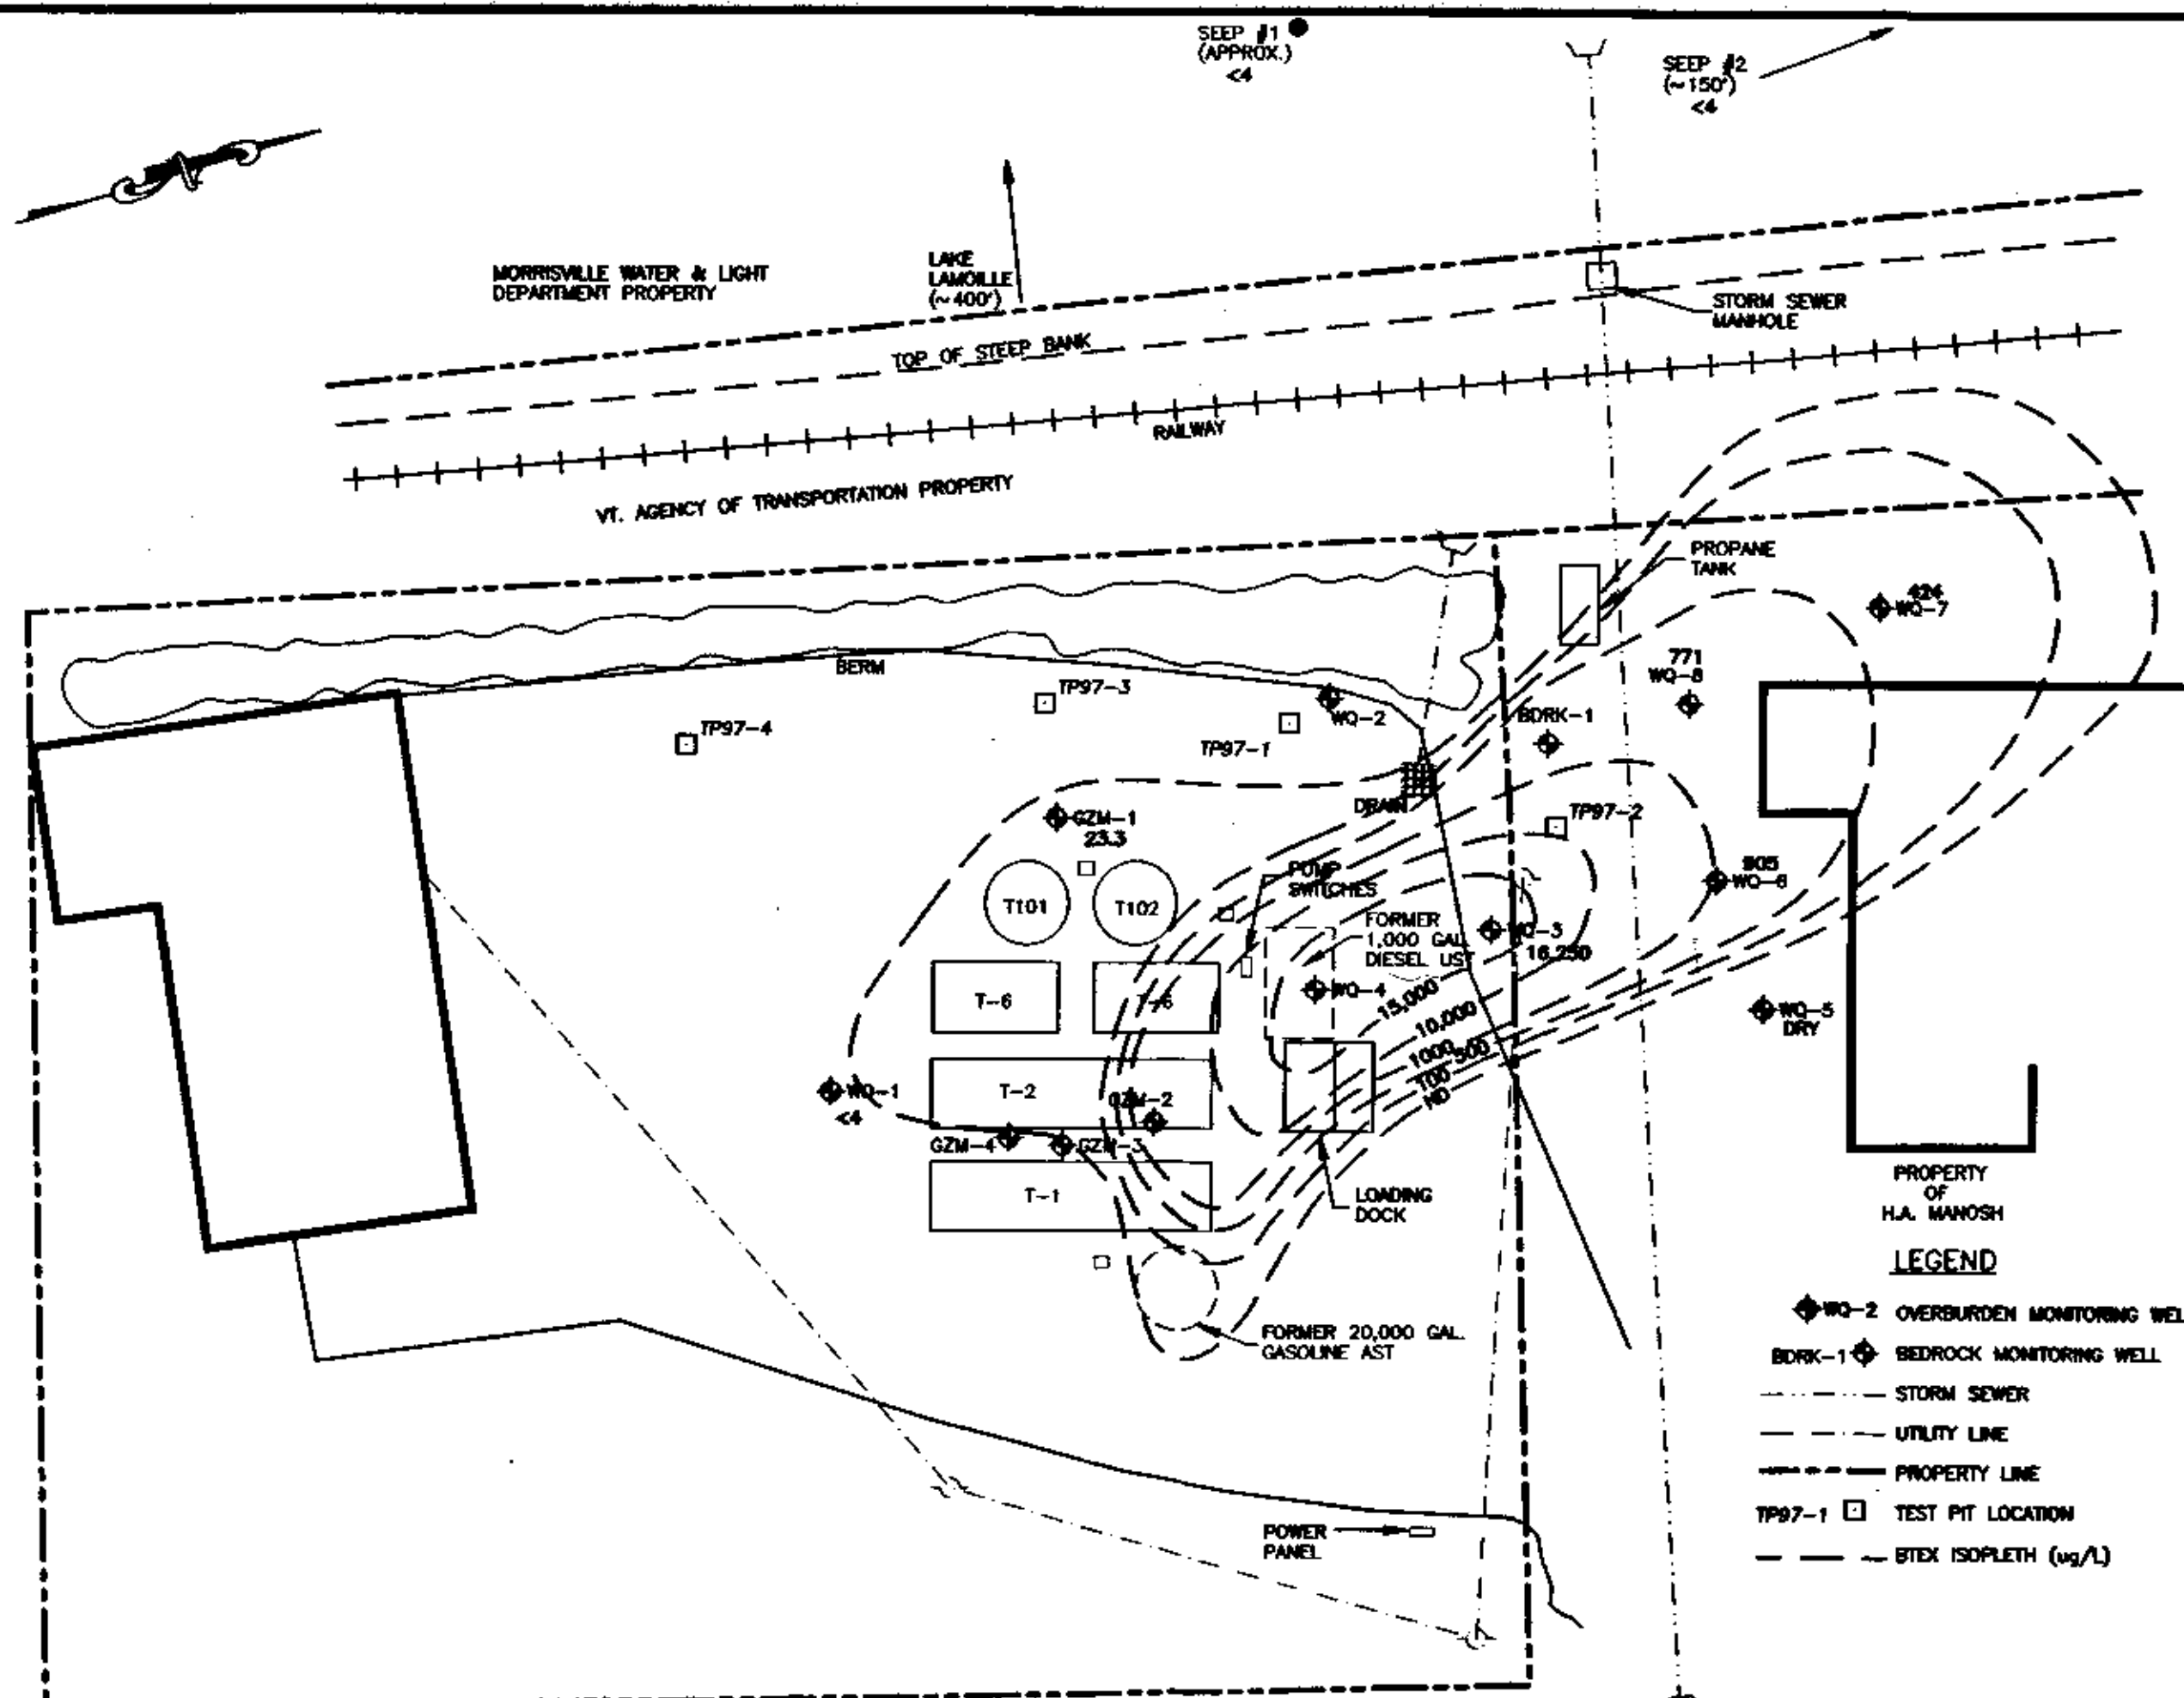 SEEP #1
(APPROX.)
<4
SEEP #2
(~150')
<4
MORRISVILLE WATER & LIGHT
DEPARTMENT PROPERTY
LAKE
LAMOILLE
(~400')
STORM SEWER
MANHOLE
TOP OF STEEP BANK
RAILWAY
VT. AGENCY OF TRANSPORTATION PROPERTY
PROPANE
TANK
424
WQ-7
771
WQ-8
BERM
TP97-3
TP97-4
WQ-2
TP97-1
BDRK-1
DRAIN
TP97-2
GZM-1
23.3
PUMP
SWITCHES
WQ-6
T101
T102
FORMER
1,000 GAL
DIESEL UST
WQ-3
16,250
T-6
WQ-4
15,000
10,000
1000
500
100
ND
WQ-5
DRY
WQ-1
<4
T-2
GZM-2
GZM-4
GZM-3
T-1
LOADING
DOCK
PROPERTY
OF
H.A. MANOSH
FORMER 20,000 GAL.
GASOLINE AST
POWER
PANEL
LEGEND
WQ-2 OVERBURDEN MONITORING WEL
BDRK-1 BEDROCK MONITORING WELL
STORM SEWER
UTILITY LINE
PROPERTY LINE
TP97-1 TEST PIT LOCATION
BTEX ISOPLETH (ug/L)